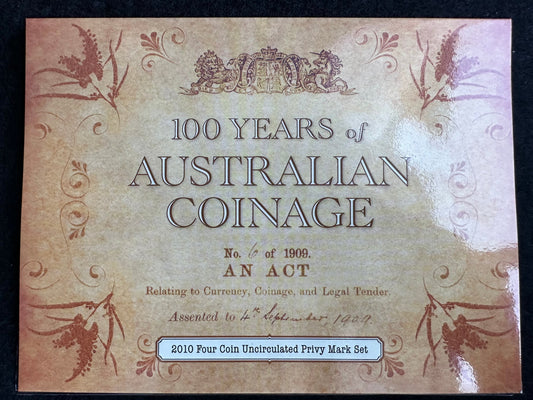 100 YEARS of
AUSTRALIAN
COINAGE
No. 6 of 1909.
AN ACT
Relating to Currency, Coinage, and Legal Tender.
Assented to 4th September 1909.
2010 Four Coin Uncirculated Privy Mark Set